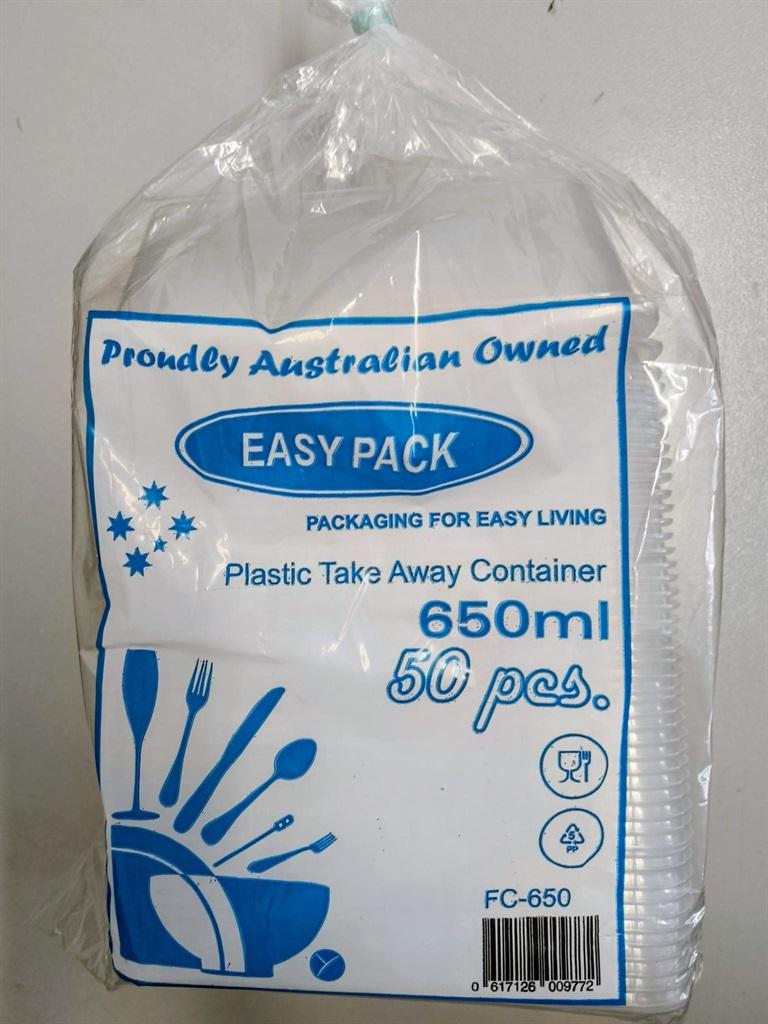 Proudly Australian Owned
EASY PACK
PACKAGING FOR EASY LIVING
Plastic Take Away Container
650ml
50 pcs.
5
PP
FC-650
0 617126 009772